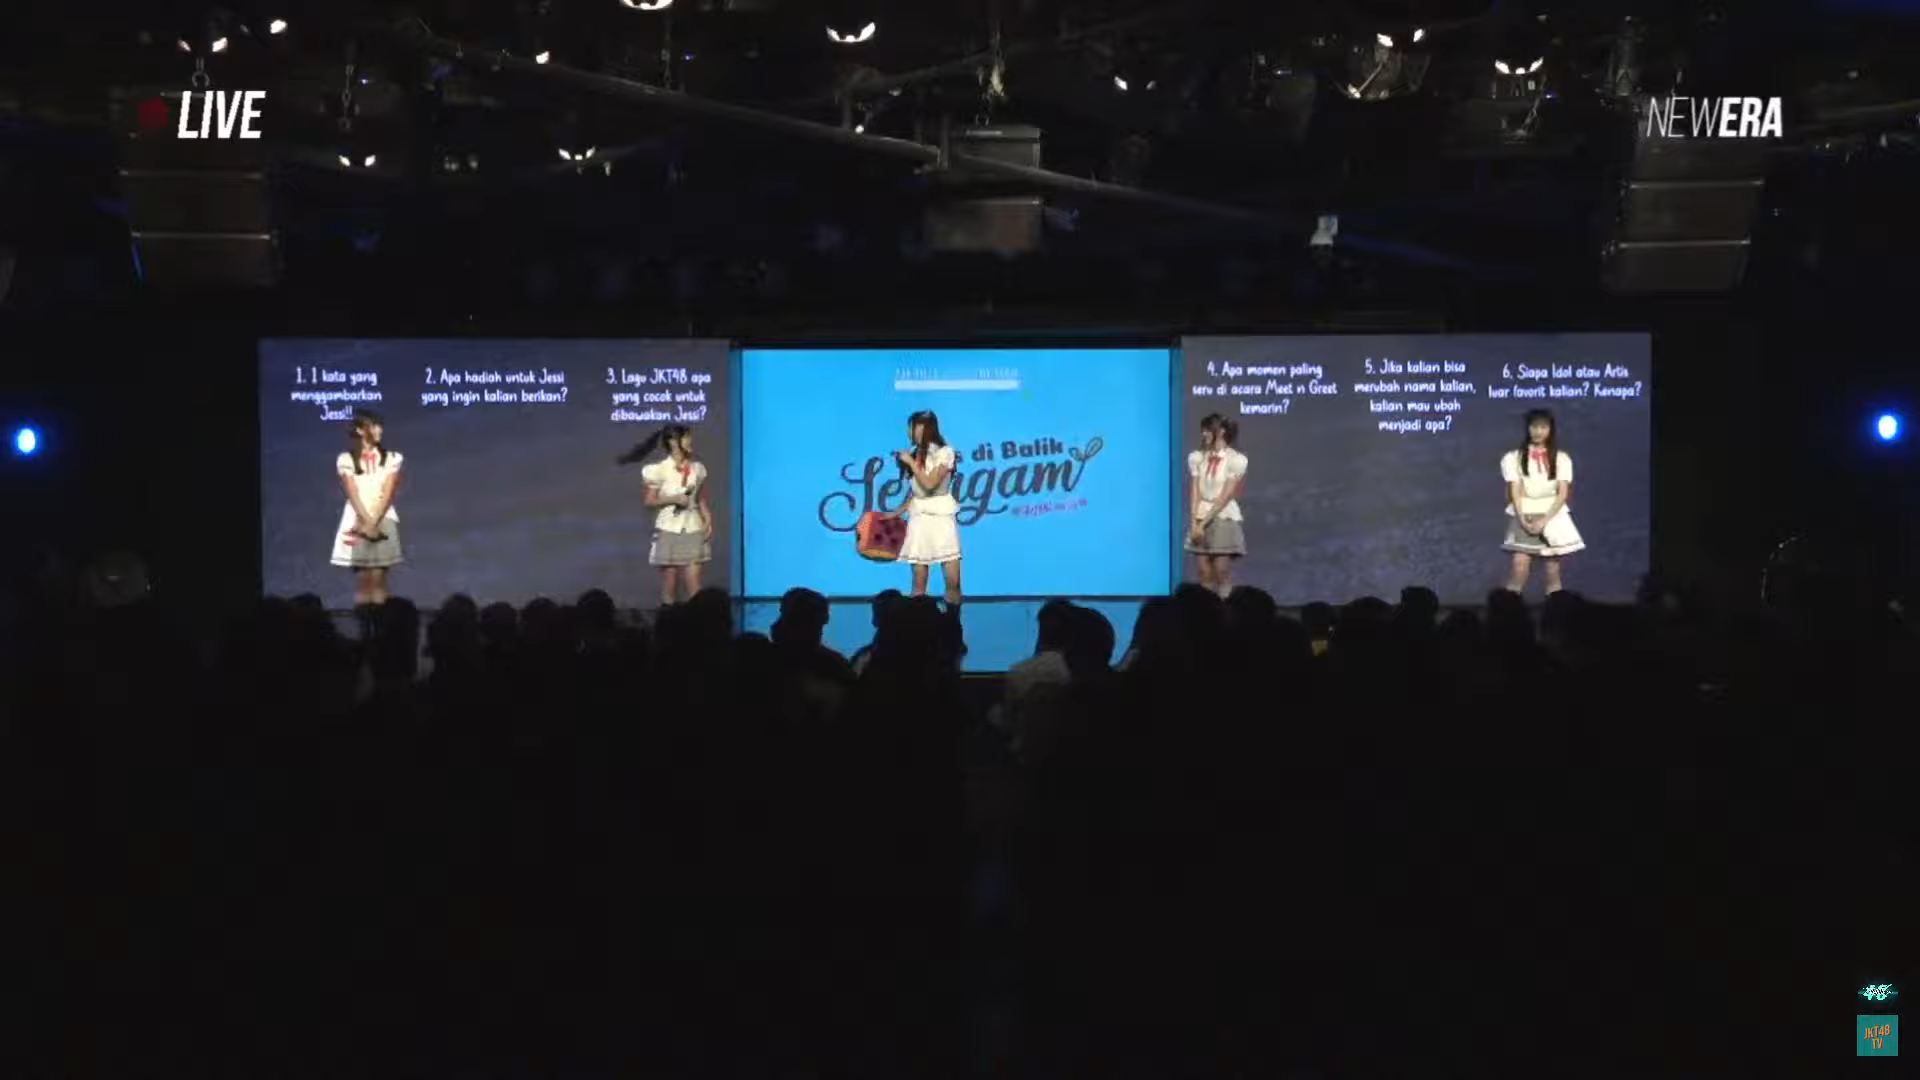 LIVE
NEWERA
1. 1 kata yang
menggambarkan
Jessi!!
2. Apa hadiah untuk Jessi
yang ingin kalian berikan?
3. Lagu JKT48 apa
yang cocok untuk
dibawakan Jessi?
di Balik
4. Apa momen paling
seru di acara Meet n Greet
kemarin?
5. Jika kalian bisa
merubah nama kalian,
kalian mau ubah
menjadi apa?
6. Siapa Idol atau Artis
luar favorit kalian? Kenapa?
JKT48
TV